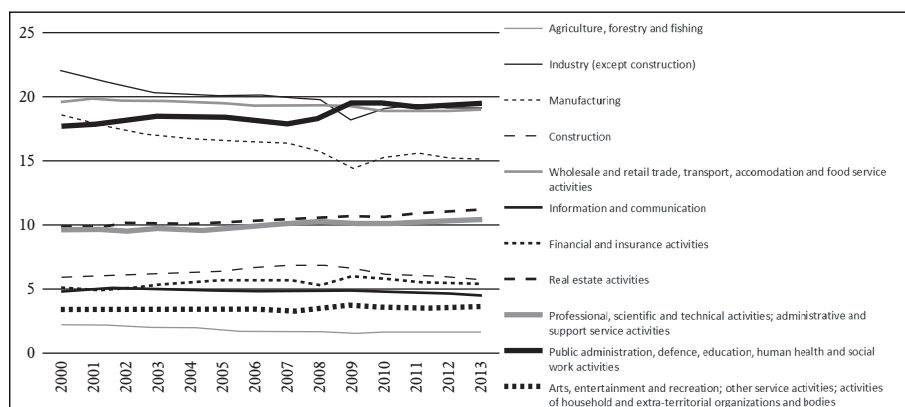 25
20
15
10
5
0
2000 2001 2002 2003 2004 2005 2006 2007 2008 2009 2010 2011 2012 2013
Agriculture, forestry and fishing
Industry (except construction)
Manufacturing
Construction
Wholesale and retail trade, transport, accomodation and food service
activities
Information and communication
Financial and insurance activities
Real estate activities
Professional, scientific and technical activities; administrative and
support service activities
Public administration, defence, education, human health and social
work activities
Arts, entertainment and recreation; other service activities; activities
of household and extra-territorial organizations and bodies